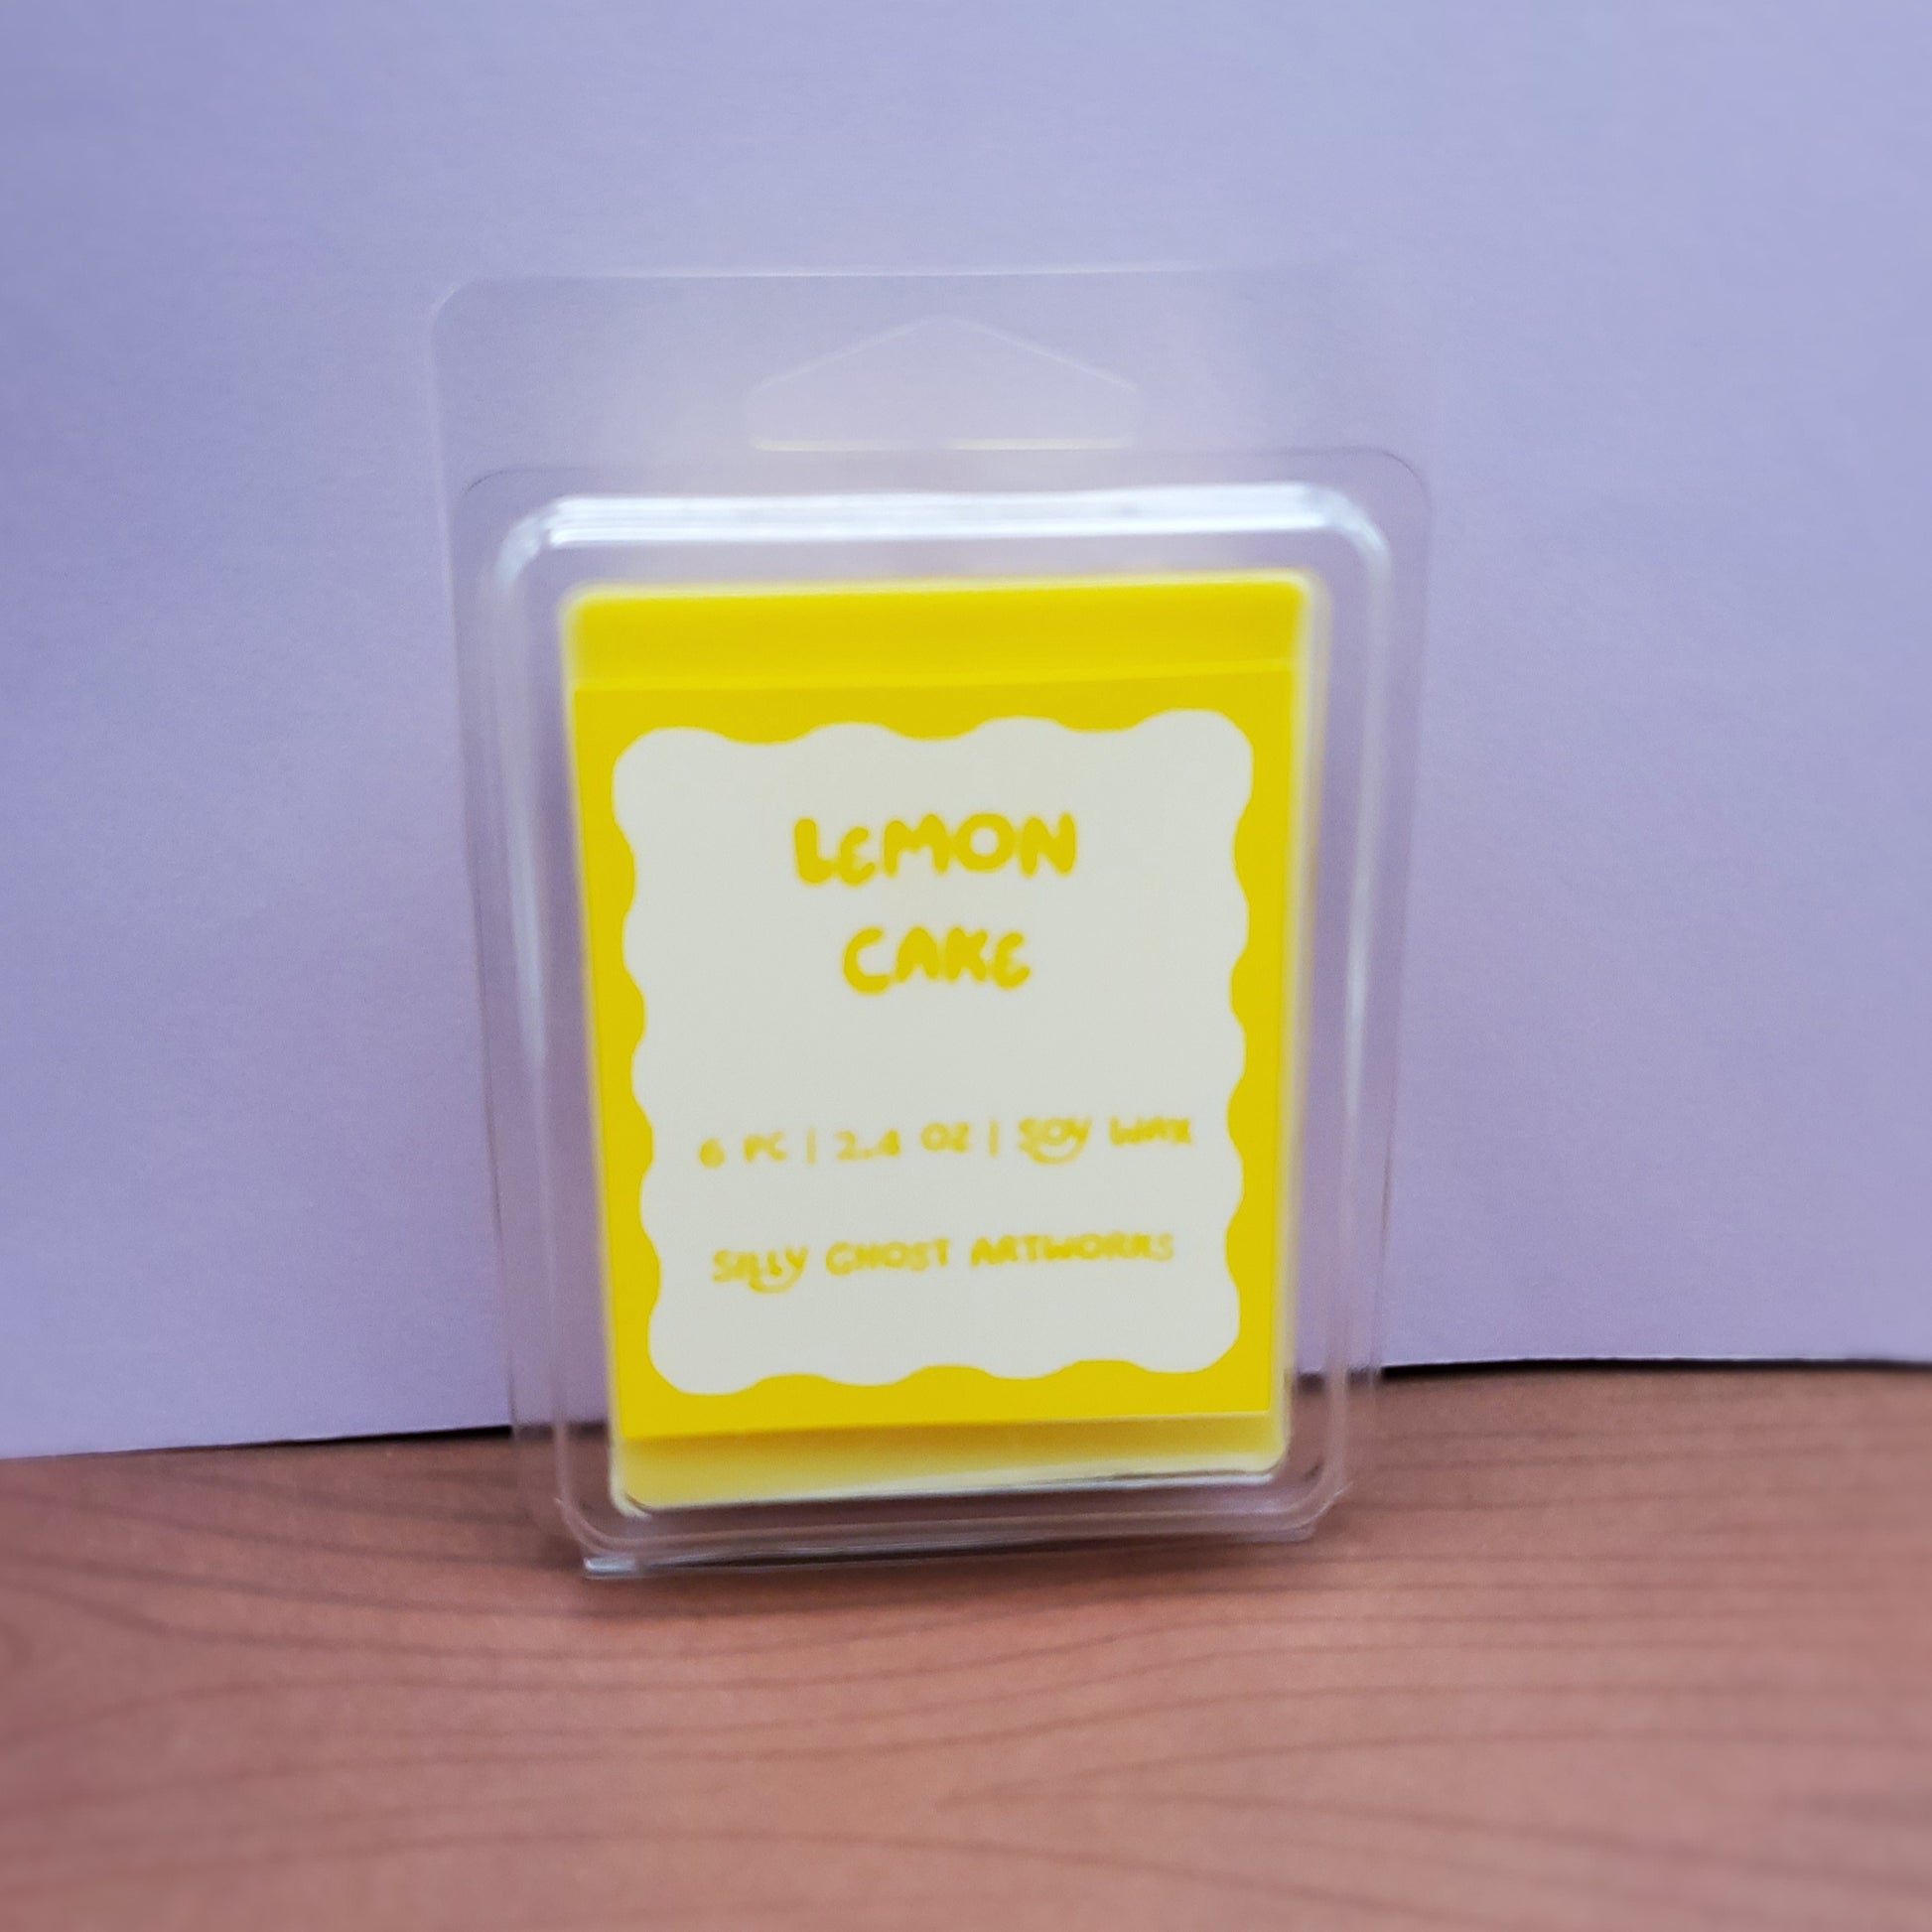 LEMON
CAKE
6 PC | 2.4 OZ | SOY WAX
SILLY GHOST ARTWORKS